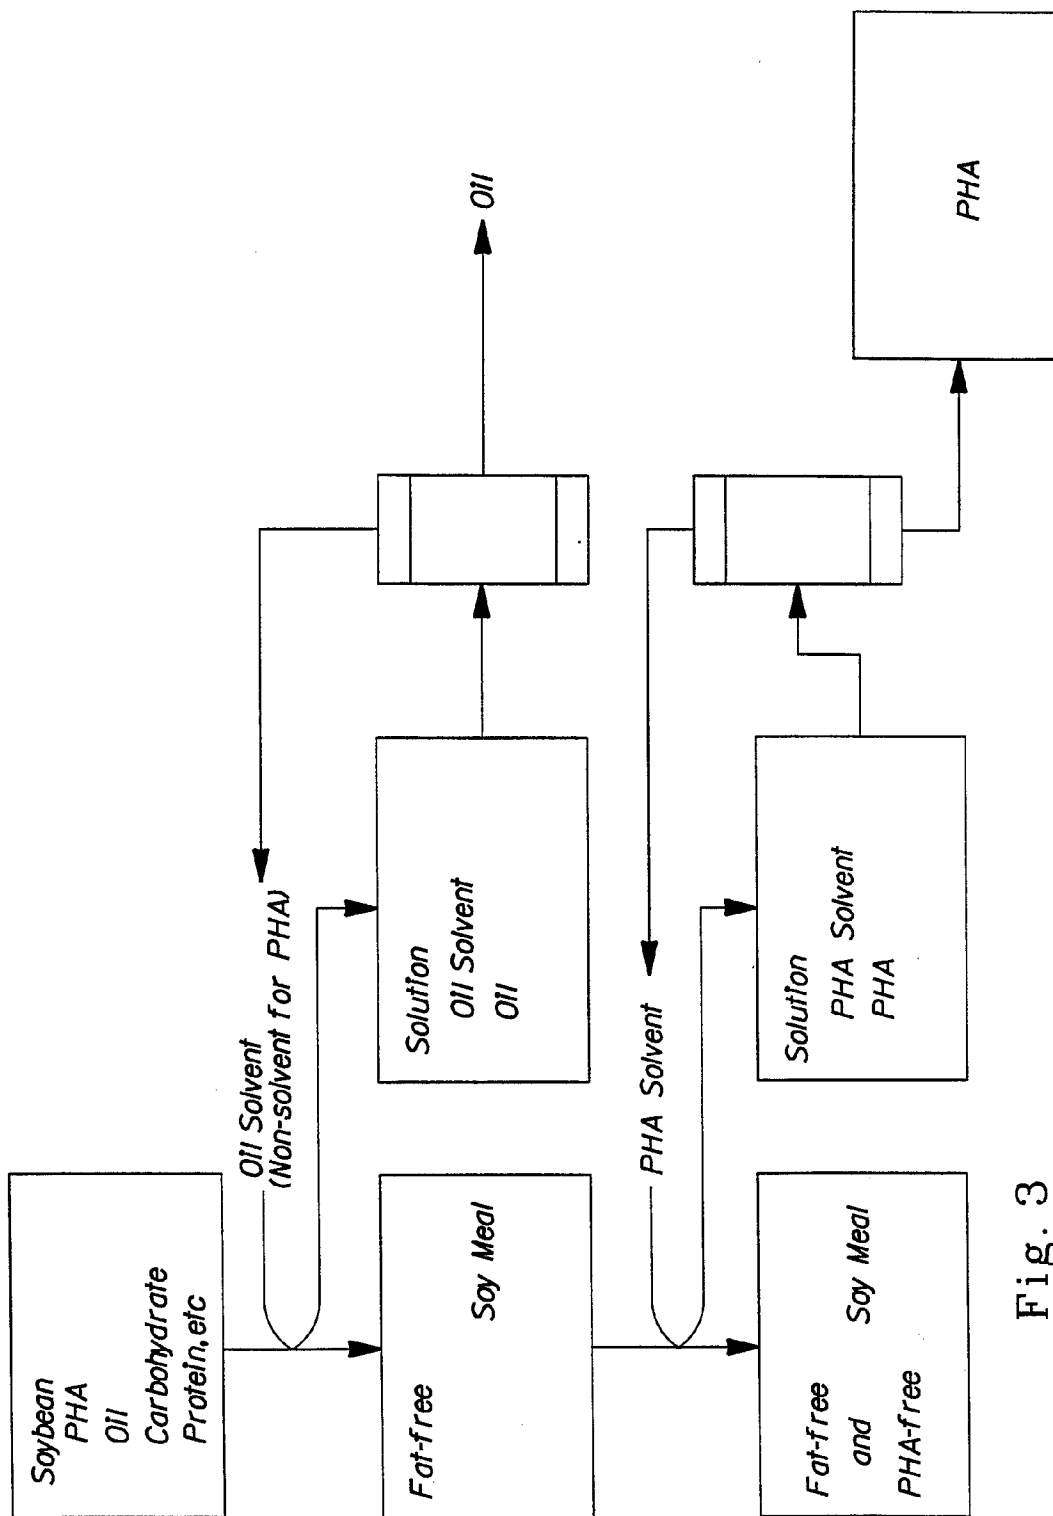 Soybean
PHA
Oil
Carbohydrate
Protein,etc
Oil Solvent
(Non-solvent for PHA)
Fat-free
Soy Meal
Solution
Oil Solvent
Oil
Oil
PHA Solvent
Fat-free
and
PHA-free
Soy Meal
Solution
PHA Solvent
PHA
PHA
Fig. 3